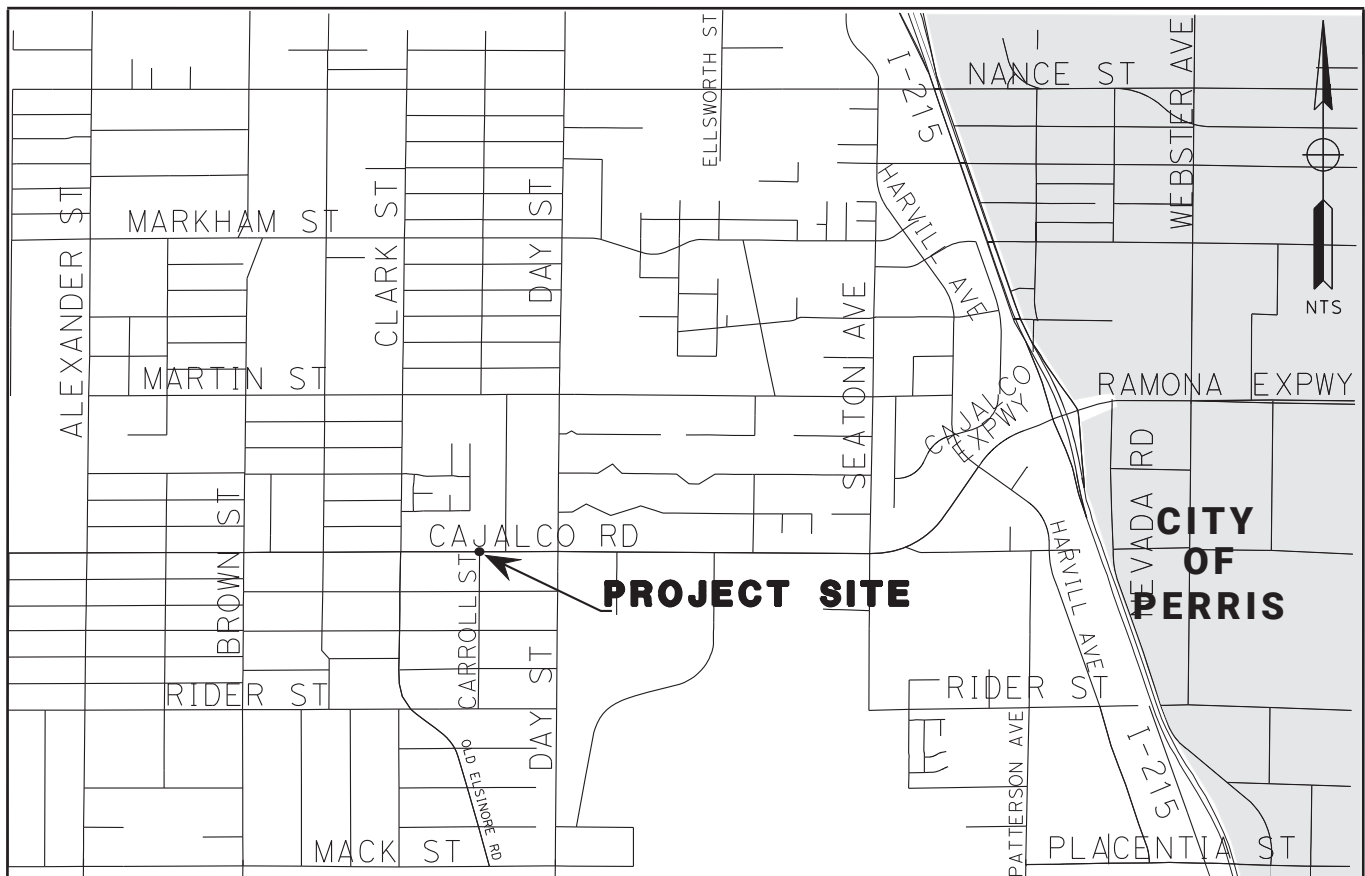 ELLSWORTH ST
I-215
NANCE ST
WEBSTER AVE
NTS
ALEXANDER ST
MARKHAM ST
CLARK ST
DAY ST
HARVILL AVE
MARTIN ST
SEATON AVE
CAJALCO
EXPWY
RAMONA EXPWY
NEVADA RD
BROWN ST
CAJALCO RD
CARROLL ST
PROJECT SITE
CITY
OF
PERRIS
HARVILL AVE
RIDER ST
DAY ST
RIDER ST
OLD ELSINORE RD
PATTERSON AVE
I-215
MACK ST
PLACENTIA ST